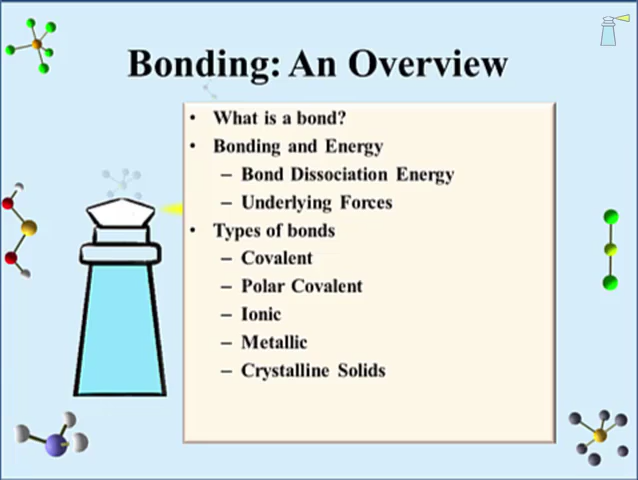 Bonding: An Overview
• What is a bond?
• Bonding and Energy
– Bond Dissociation Energy
– Underlying Forces
• Types of bonds
– Covalent
– Polar Covalent
– Ionic
– Metallic
– Crystalline Solids